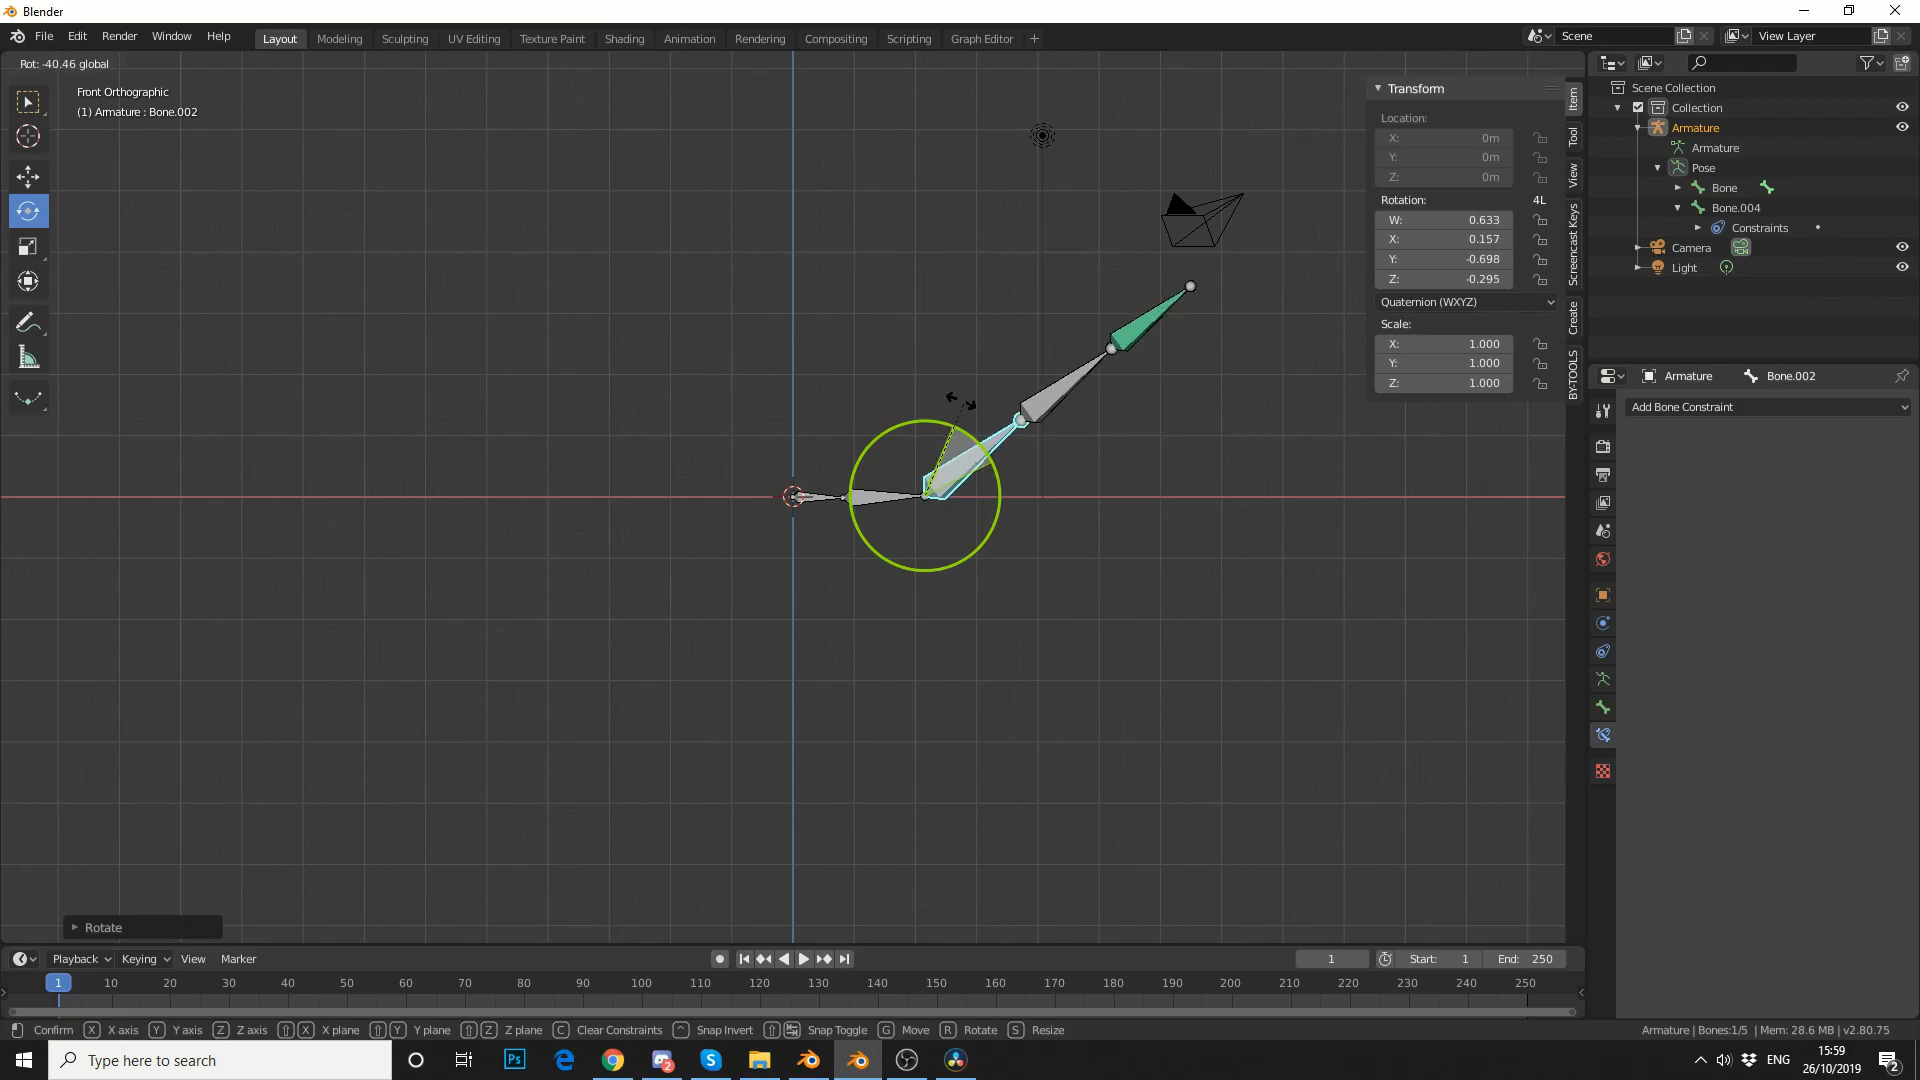 Blender
File Edit Render Window Help
Layout Modeling Sculpting UV Editing Texture Paint Shading Animation Rendering Compositing Scripting Graph Editor +
Scene
View Layer
Rot: -40.46 global
Front Orthographic
(1) Armature : Bone.002
Transform
Location:
X: 0m
Y: 0m
Z: 0m
Rotation: 4L
W: 0.633
X: 0.157
Y: -0.698
Z: -0.295
Quaternion (WXYZ)
Scale:
X: 1.000
Y: 1.000
Z: 1.000
Item
Tool
View
Screencast Keys
Create
BY-TOOLS
Scene Collection
Collection
Armature
Armature
Pose
Bone
Bone.004
Constraints
Camera
Light
Armature Bone.002
Add Bone Constraint
Rotate
Playback Keying View Marker
1
Start: 1
End: 250
1 10 20 30 40 50 60 70 80 90 100 110 120 130 140 150 160 170 180 190 200 210 220 230 240 250
Confirm X X axis Y Y axis Z Z axis X X plane Y Y plane Z Z plane C Clear Constraints ^ Snap Invert Snap Toggle G Move R Rotate S Resize
Armature | Bones:1/5 | Mem: 28.6 MB | v2.80.75
Type here to search
Ps
2
S
ENG
15:59
26/10/2019
2